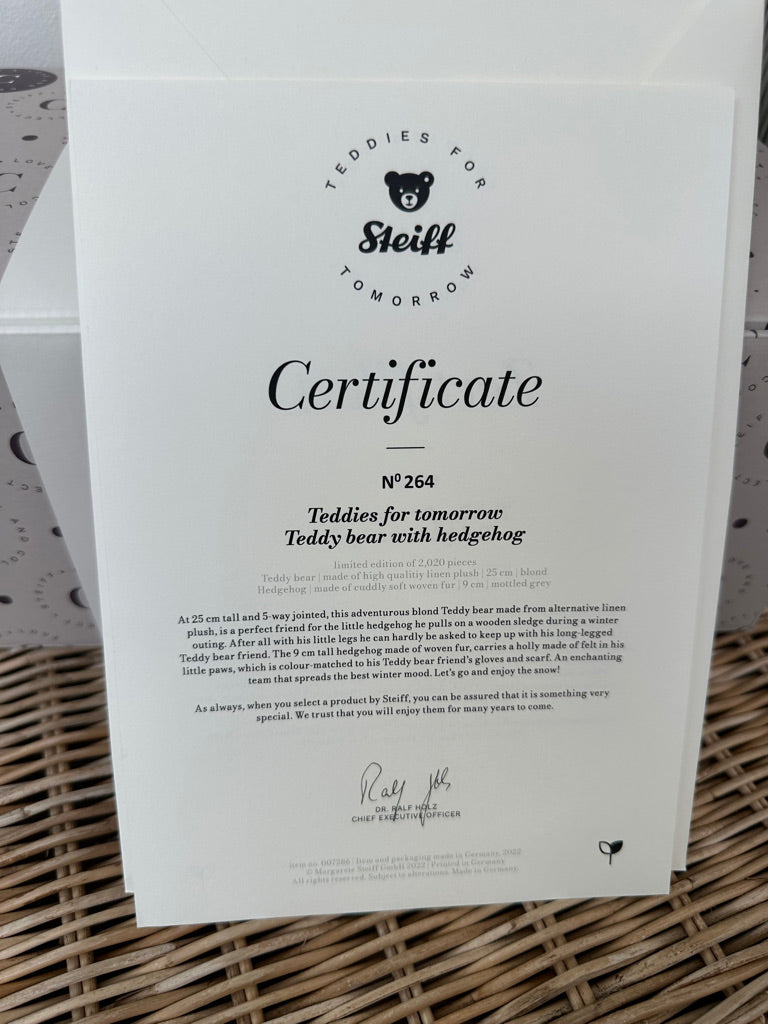 TEDDIES FOR
Steiff
TOMORROW
Certificate
Nº 264
Teddies for tomorrow
Teddy bear with hedgehog
limited edition of 2,020 pieces
Teddy bear | made of high qualitiy linen plush | 25 cm | blond
Hedgehog | made of cuddly soft woven fur | 9 cm | mottled grey
At 25 cm tall and 5-way jointed, this adventurous blond Teddy bear made from alternative linen
plush, is a perfect friend for the little hedgehog he pulls on a wooden sledge during a winter
outing. After all with his little legs he can hardly be asked to keep up with his long-legged
Teddy bear friend. The 9 cm tall hedgehog made of woven fur, carries a holly made of felt in his
little paws, which is colour-matched to his Teddy bear friend's gloves and scarf. An enchanting
team that spreads the best winter mood. Let's go and enjoy the snow!
As always, when you select a product by Steiff, you can be assured that it is something very
special. We trust that you will enjoy them for many years to come.
DR. RALF HOLZ
CHIEF EXECUTIVE OFFICER
item no. 007286 | Item and packaging made in Germany, 2022
© Margarete Steiff GmbH 2022 | Printed in Germany
All rights reserved. Subject to alterations. Made in Germany.